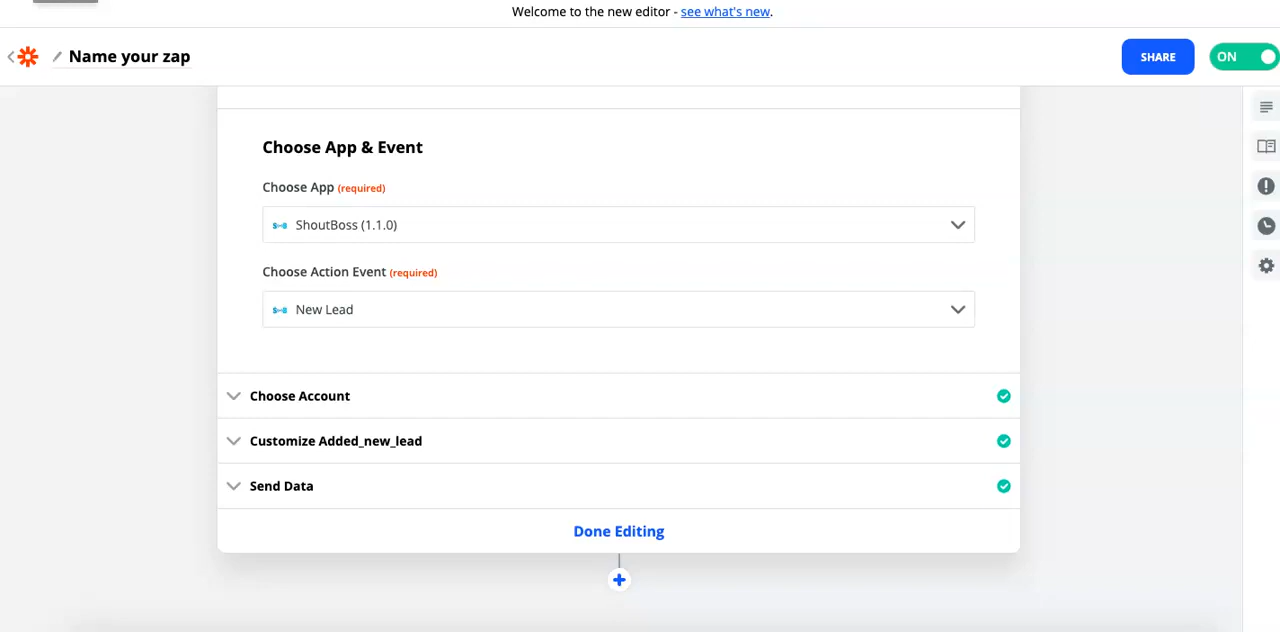 Welcome to the new editor - see what's new.
Name your zap
SHARE
ON
Choose App & Event
Choose App (required)
ShoutBoss (1.1.0)
Choose Action Event (required)
New Lead
Choose Account
Customize Added_new_lead
Send Data
Done Editing